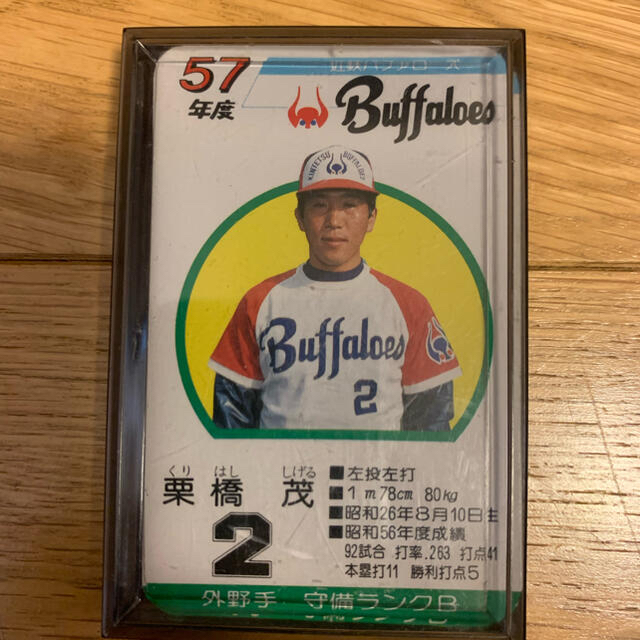 57
年度
近鉄バファローズ
Buffaloes
KINTETSU BUFFALOES
Buffaloes
2
くり はし しげる
栗橋 茂
2
■左投左打
■1m78cm 80kg
■昭和26年8月10日生
■昭和56年度成績
92試合 打率.263 打点41
本塁打11 勝利打点5
外野手 守備ランクB